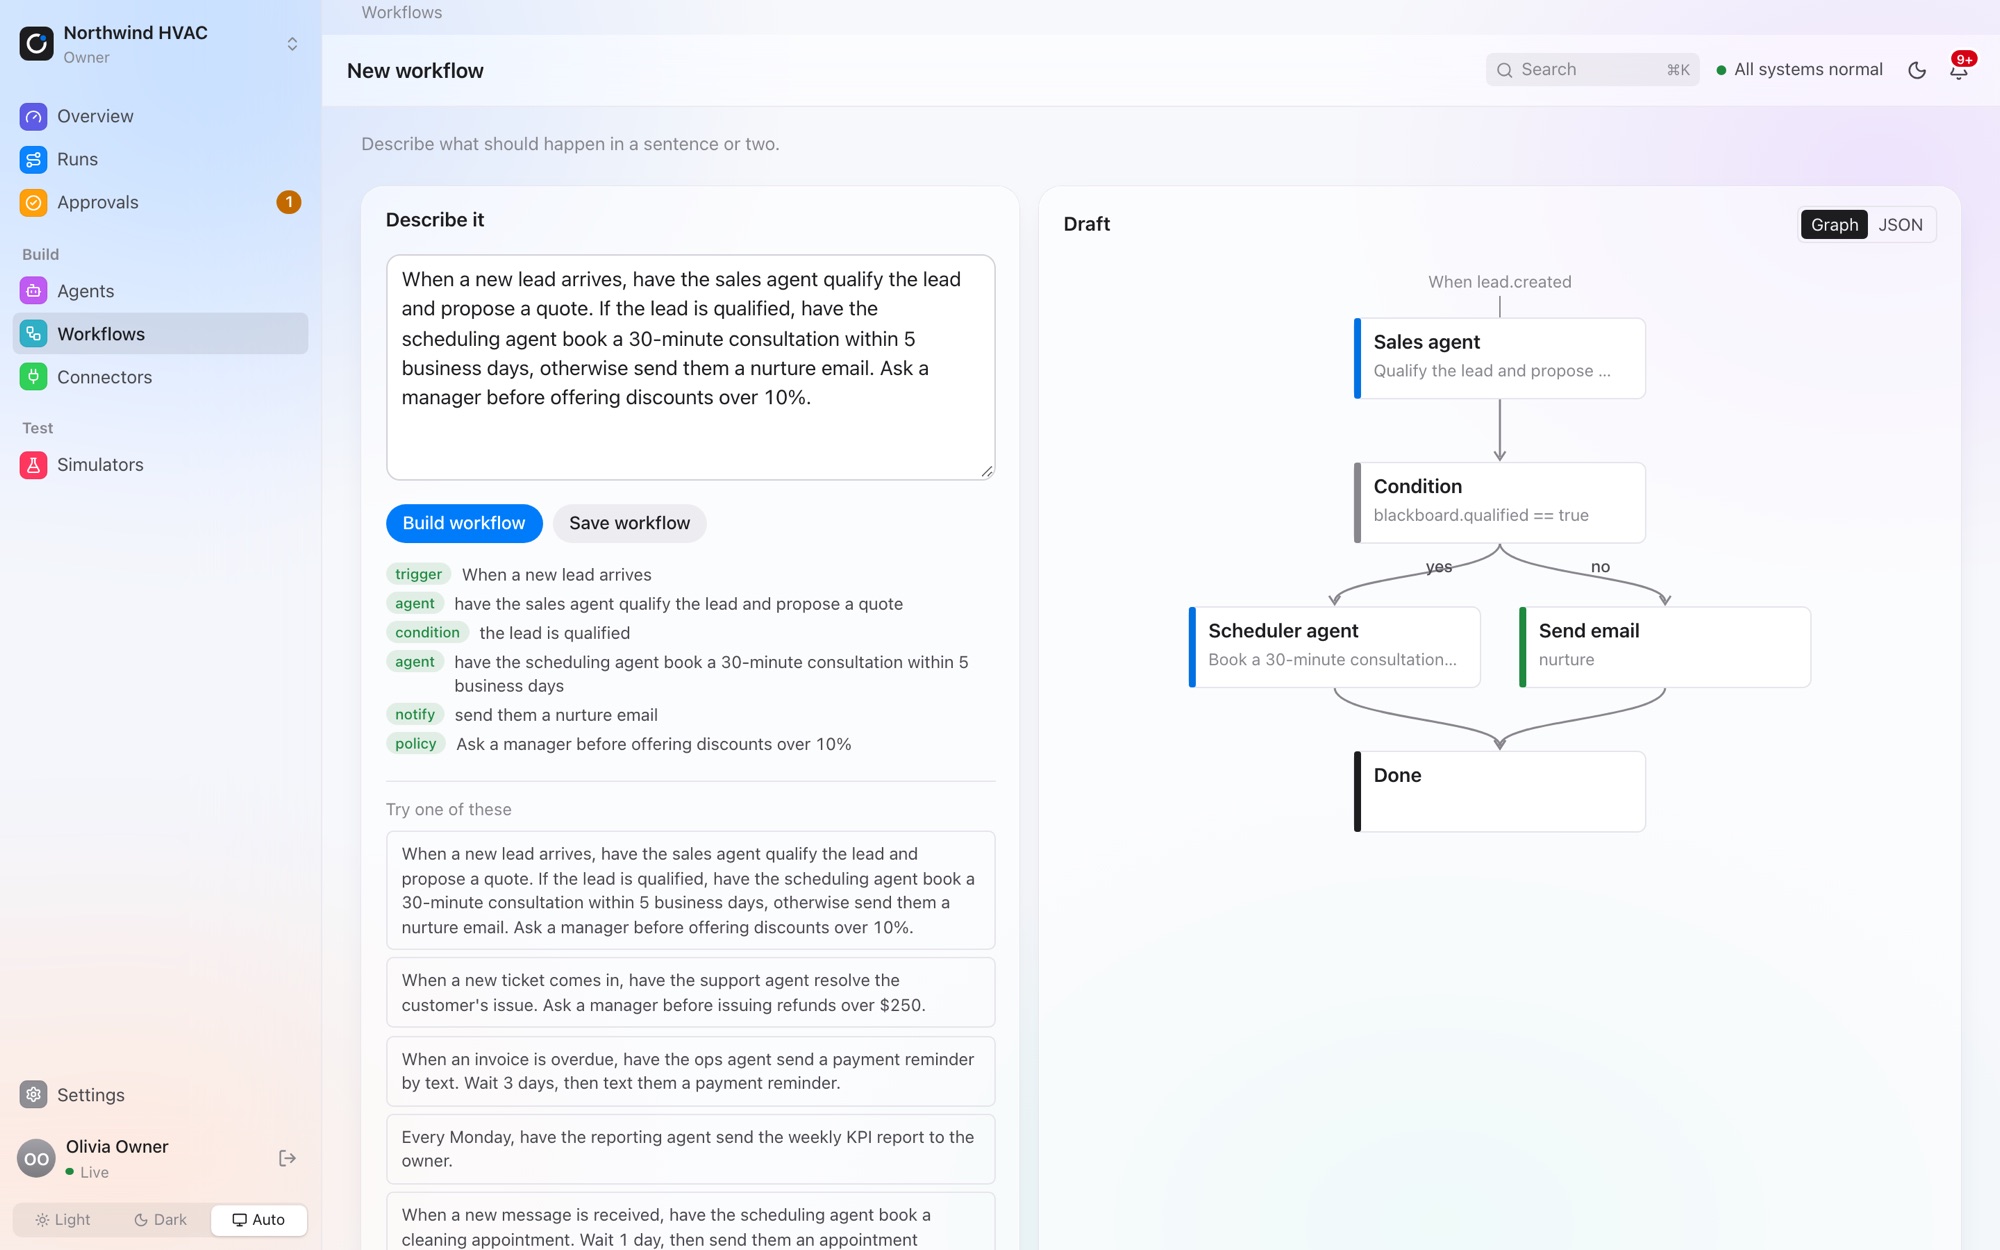 Northwind HVAC
Owner
Overview
Runs
Approvals
1
Build
Agents
Workflows
Connectors
Test
Simulators
Settings
OO
Olivia Owner
Live
Light
Dark
Auto
Workflows
New workflow
Search
⌘K
All systems normal
9+
Describe what should happen in a sentence or two.
Describe it
When a new lead arrives, have the sales agent qualify the lead
and propose a quote. If the lead is qualified, have the
scheduling agent book a 30-minute consultation within 5
business days, otherwise send them a nurture email. Ask a
manager before offering discounts over 10%.
Build workflow
Save workflow
trigger When a new lead arrives
agent have the sales agent qualify the lead and propose a quote
condition the lead is qualified
agent have the scheduling agent book a 30-minute consultation within 5
business days
notify send them a nurture email
policy Ask a manager before offering discounts over 10%
Try one of these
When a new lead arrives, have the sales agent qualify the lead and
propose a quote. If the lead is qualified, have the scheduling agent book a
30-minute consultation within 5 business days, otherwise send them a
nurture email. Ask a manager before offering discounts over 10%.
When a new ticket comes in, have the support agent resolve the
customer's issue. Ask a manager before issuing refunds over $250.
When an invoice is overdue, have the ops agent send a payment reminder
by text. Wait 3 days, then text them a payment reminder.
Every Monday, have the reporting agent send the weekly KPI report to the
owner.
When a new message is received, have the scheduling agent book a
cleaning appointment. Wait 1 day, then send them an appointment
Draft
Graph
JSON
When lead.created
Sales agent
Qualify the lead and propose ...
Condition
blackboard.qualified == true
yes
no
Scheduler agent
Book a 30-minute consultation...
Send email
nurture
Done